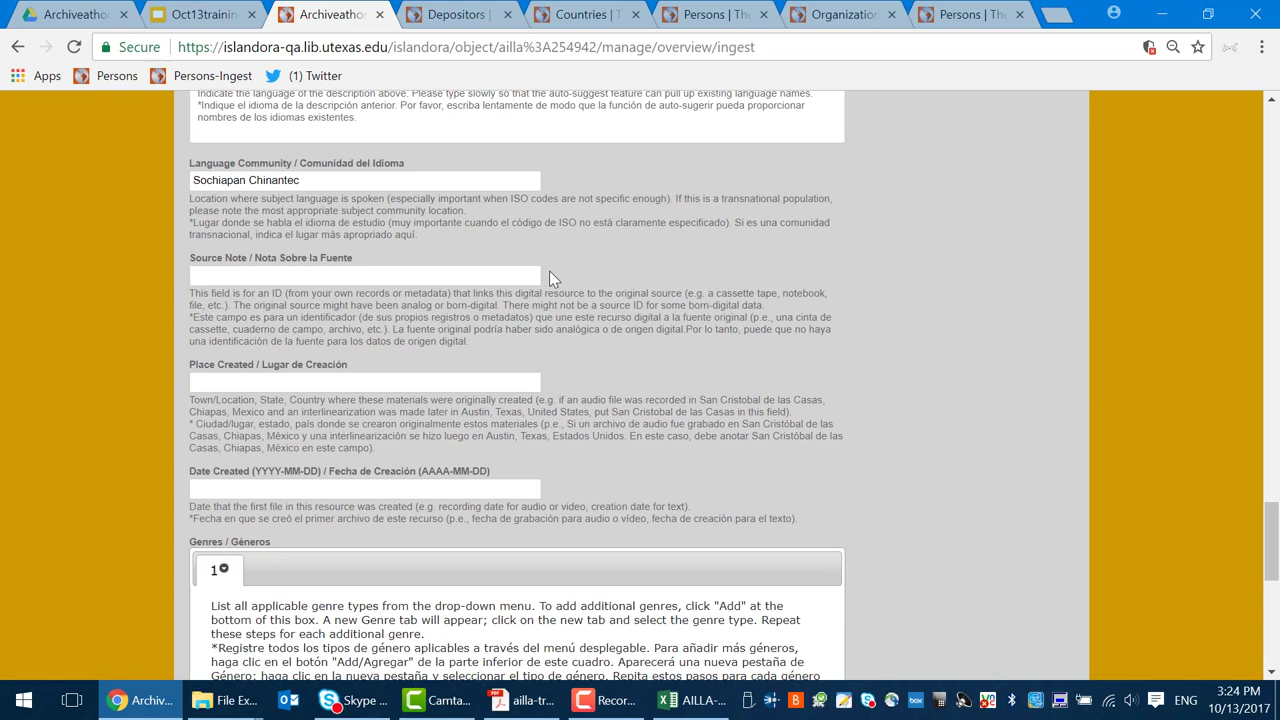 Archiveathor
Oct13training
Archiveathor
Depositors |
Countries | T
Persons | The
Organization
Persons | The
Secure
https://islandora-qa.lib.utexas.edu/islandora/object/ailla%3A254942/manage/overview/ingest
Apps Persons Persons-Ingest (1) Twitter
Indicate the language of the description above. Please type slowly so that the auto-suggest feature can pull up existing language names.
*Indique el idioma de la descripción anterior. Por favor, escriba lentamente de modo que la función de auto-sugerir pueda proporcionar
nombres de los idiomas existentes.
Language Community / Comunidad del Idioma
Sochiapan Chinantec
Location where subject language is spoken (especially important when ISO codes are not specific enough). If this is a transnational population,
please note the most appropriate subject community location.
*Lugar donde se habla el idioma de estudio (muy importante cuando el código de ISO no está claramente especificado). Si es una comunidad
transnacional, indica el lugar màs apropriado aquí.
Source Note / Nota Sobre la Fuente
This field is for an ID (from your own records or metadata) that links this digital resource to the original source (e.g. a cassette tape, notebook,
file, etc.). The original source might have been analog or born-digital. There might not be a source ID for some born-digital data.
*Este campo es para un identificador (de sus propios registros o metadatos) que une este recurso digital a la fuente original (p.e., una cinta de
cassette, cuaderno de campo, archivo, etc.). La fuente original podría haber sido analógica o de origen digital.Por lo tanto, puede que no haya
una identificación de la fuente para los datos de origen digital.
Place Created / Lugar de Creación
Town/Location, State, Country where these materials were originally created (e.g. if an audio file was recorded in San Cristobal de las Casas,
Chiapas, Mexico and an interlinearization was made later in Austin, Texas, United States, put San Cristobal de las Casas in this field).
* Ciudad/lugar, estado, país donde se crearon originalmente estos materiales (p.e., Si un archivo de audio fue grabado en San Cristóbal de las
Casas, Chiapas, México y una interlinearización se hizo luego en Austin, Texas, Estados Unidos. En este caso, debe anotar San Cristóbal de las
Casas, Chiapas, México en este campo).
Date Created (YYYY-MM-DD) / Fecha de Creación (AAAA-MM-DD)
Date that the first file in this resource was created (e.g. recording date for audio or video, creation date for text).
*Fecha en que se creó el primer archivo de este recurso (p.e., fecha de grabación para audio o vídeo, fecha de creación para el texto).
Genres / Géneros
1
List all applicable genre types from the drop-down menu. To add additional genres, click "Add" at the
bottom of this box. A new Genre tab will appear; click on the new tab and select the genre type. Repeat
these steps for each additional genre.
*Registre todos los tipos de género aplicables a través del menú desplegable. Para añadir más géneros,
haga clic en el botón "Add/Agregar" de la parte inferior de este cuadro. Aparecerá una nueva pestaña de
Género; haga clic en la nueva pestaña y seleccionar el tipo de género. Repita estos pasos para cada género
Archiv...
File Ex...
Skype ...
Camta...
ailla-tr...
Recor...
AILLA-...
ENG
3:24 PM
10/13/2017